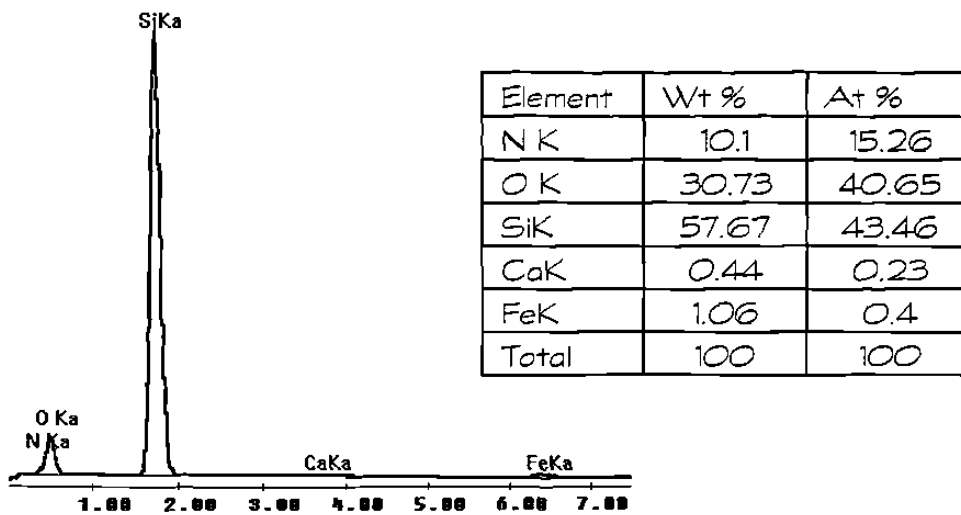 SiKa
O Ka
N Ka
CaKa
FeKa
1.00 2.00 3.00 4.00 5.00 6.00 7.00
Element Wt % At %
N K 10.1 15.26
O K 30.73 40.65
SiK 57.67 43.46
CaK 0.44 0.23
FeK 1.06 0.4
Total 100 100